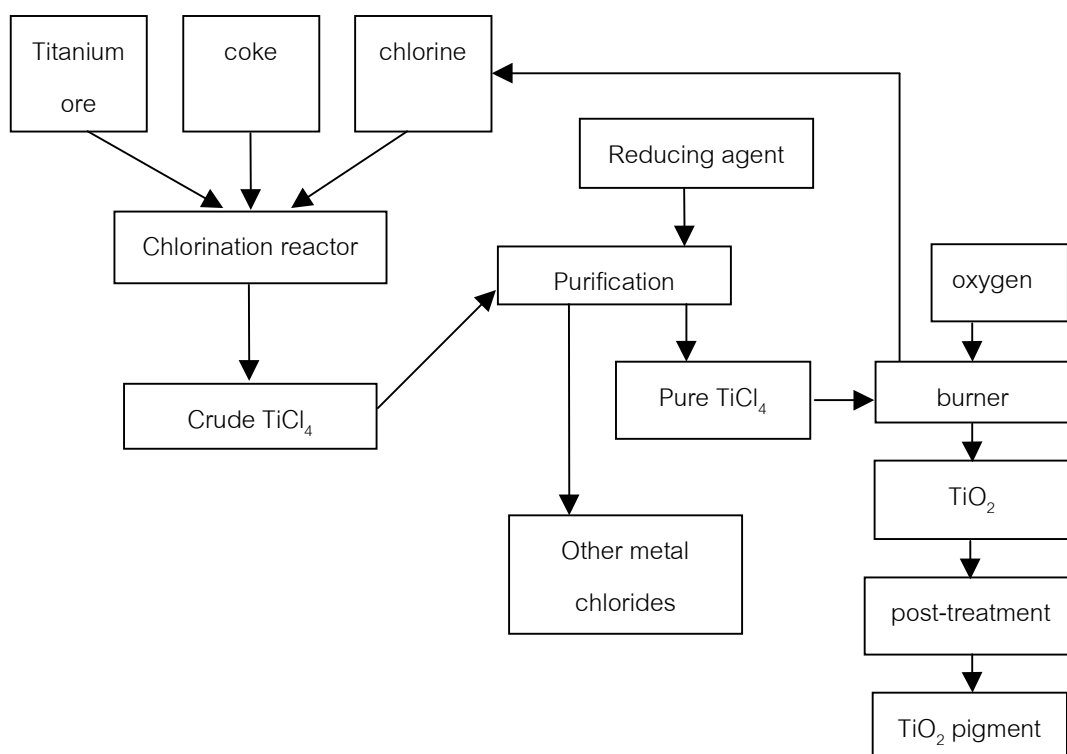 Titanium
ore
coke
chlorine
Reducing agent
Chlorination reactor
Purification
oxygen
Crude TiCl₄
Pure TiCl₄
burner
TiO₂
Other metal
chlorides
post-treatment
TiO₂ pigment